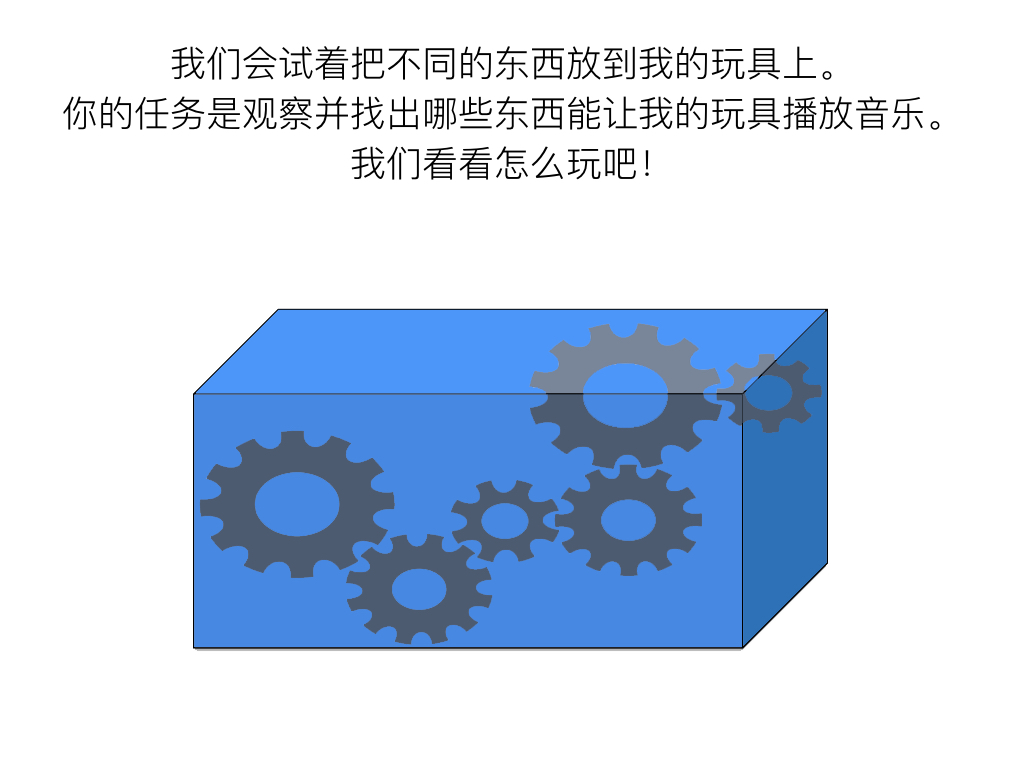 我们会试着把不同的东西放到我的玩具上。
你的任务是观察并找出哪些东西能让我的玩具播放音乐。
我们看看怎么玩吧！